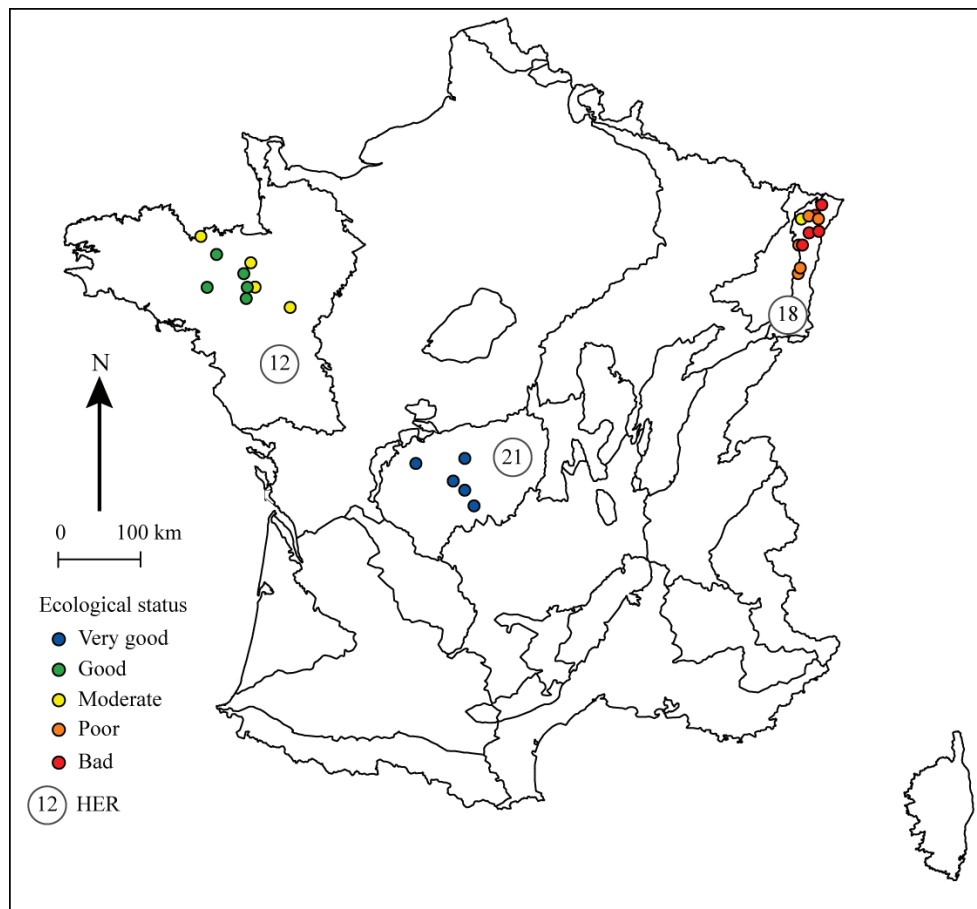 18
12
N
21
0 100 km
Ecological status
Very good
Good
Moderate
Poor
Bad
12 HER